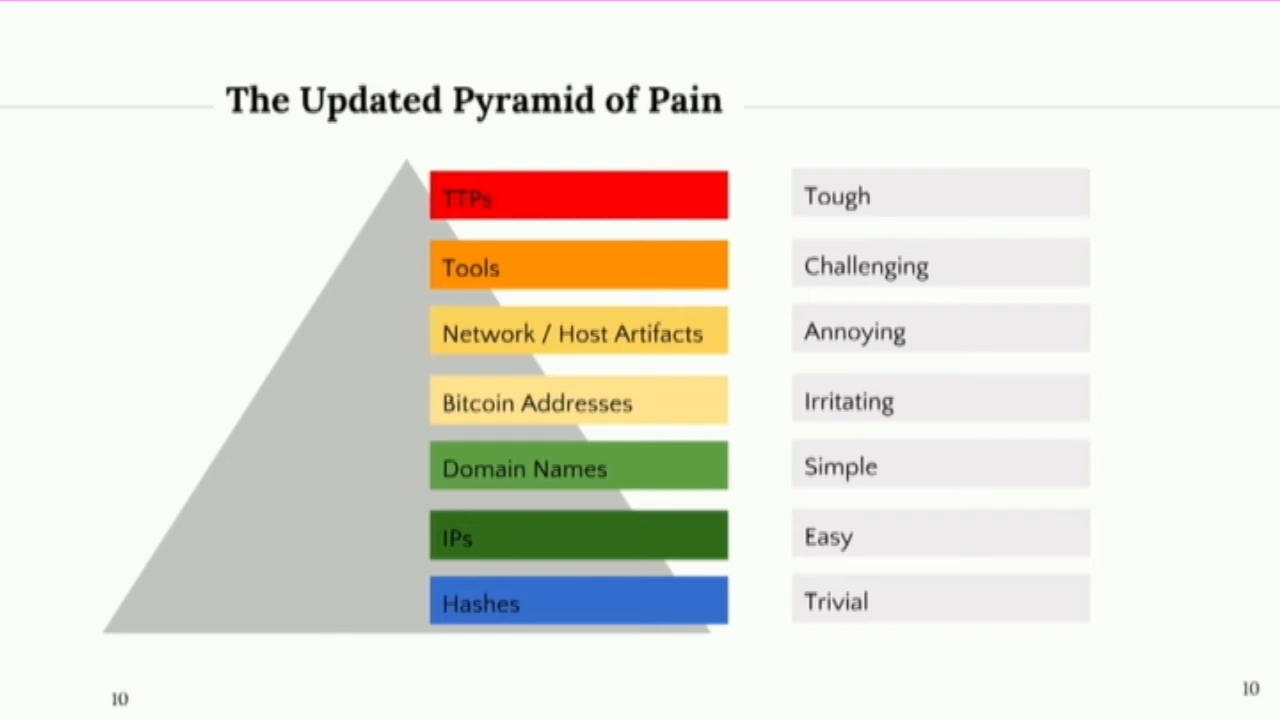 The Updated Pyramid of Pain
TTPs
Tough
Tools
Challenging
Network / Host Artifacts
Annoying
Bitcoin Addresses
Irritating
Domain Names
Simple
IPs
Easy
Hashes
Trivial
10
10